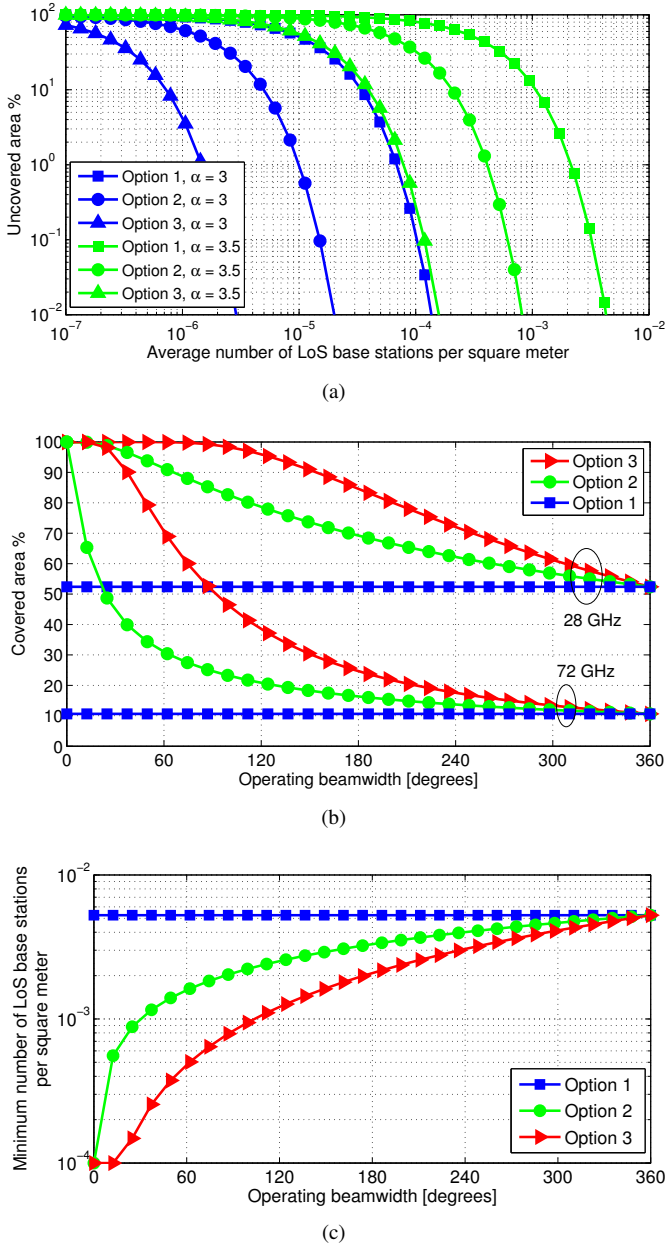 10^2
10^1
10^0
10^-1
10^-2
Uncovered area %
Option 1, α = 3
Option 2, α = 3
Option 3, α = 3
Option 1, α = 3.5
Option 2, α = 3.5
Option 3, α = 3.5
10^-7 10^-6 10^-5 10^-4 10^-3 10^-2
Average number of LoS base stations per square meter
(a)
100
90
80
70
60
50
40
30
20
10
0
Covered area %
Option 3
Option 2
Option 1
28 GHz
72 GHz
0 60 120 180 240 300 360
Operating beamwidth [degrees]
(b)
10^-2
10^-3
10^-4
Minimum number of LoS base stations
per square meter
Option 1
Option 2
Option 3
0 60 120 180 240 300 360
Operating beamwidth [degrees]
(c)